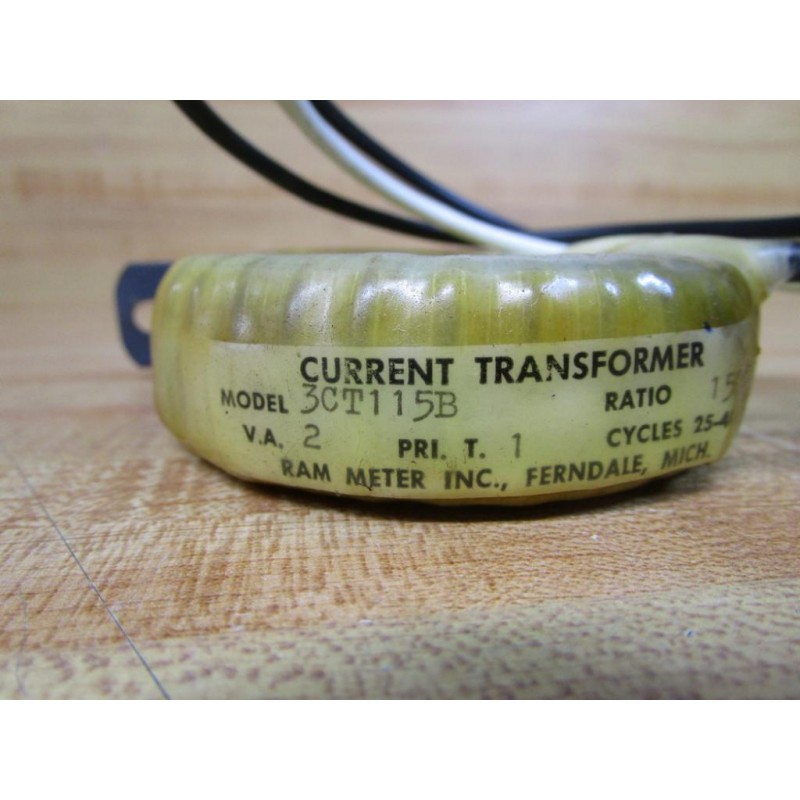 CURRENT TRANSFORMER
MODEL 3CT115B RATIO
V.A. 2 PRI. T. 1 CYCLES
RAM METER INC., FERNDALE, MICH.